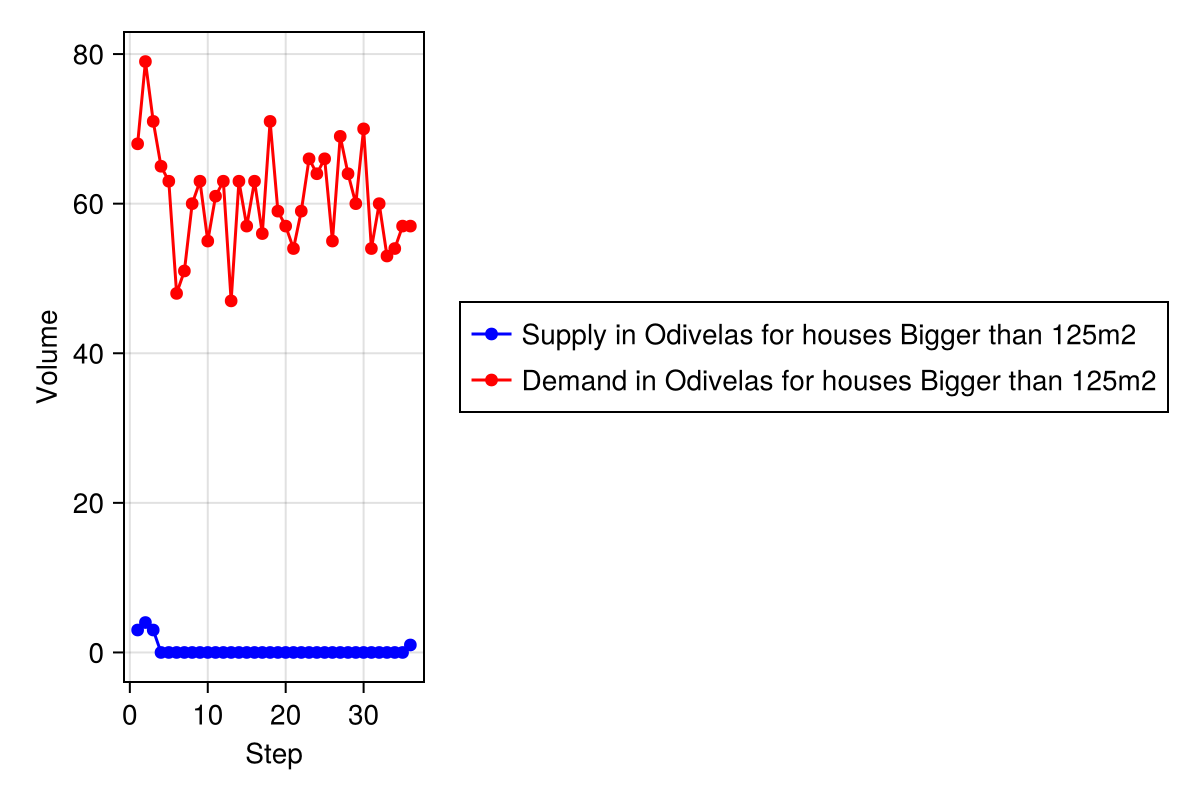 80
60
40
20
0
Volume
0 10 20 30
Step
Supply in Odivelas for houses Bigger than 125m2
Demand in Odivelas for houses Bigger than 125m2